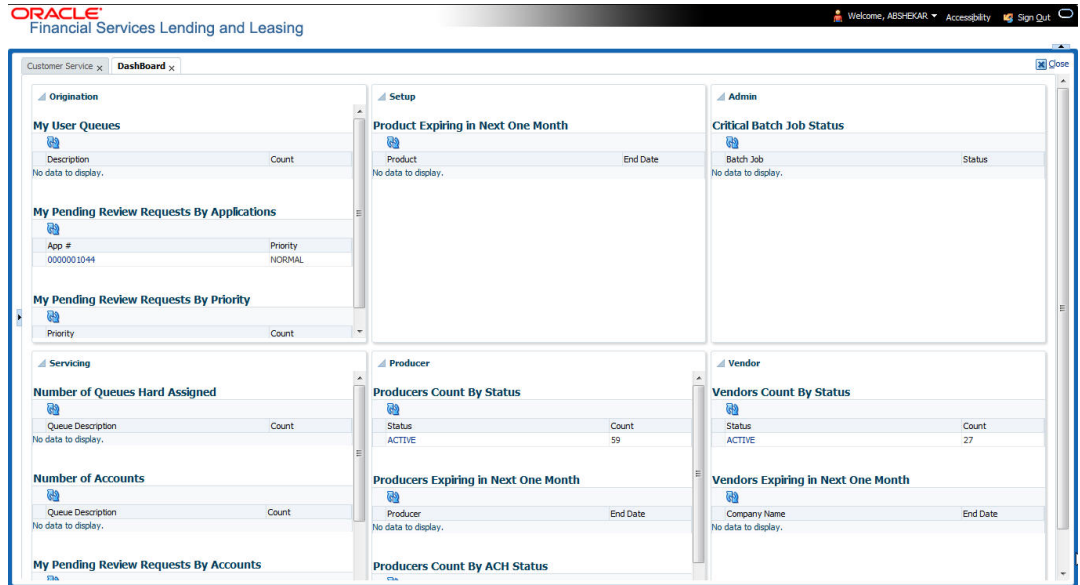 ORACLE®
Financial Services Lending and Leasing
Welcome, ABSHEKAR Accessibility Sign Out
Customer Service x DashBoard x
Close
Origination
My User Queues
Description Count
No data to display.
My Pending Review Requests By Applications
App # Priority
0000001044 NORMAL
My Pending Review Requests By Priority
Priority Count
Setup
Product Expiring in Next One Month
Product End Date
No data to display.
Admin
Critical Batch Job Status
Batch Job Status
No data to display.
Servicing
Number of Queues Hard Assigned
Queue Description Count
No data to display.
Number of Accounts
Queue Description Count
No data to display.
My Pending Review Requests By Accounts
Producer
Producers Count By Status
Status Count
ACTIVE 59
Producers Expiring in Next One Month
Producer End Date
No data to display.
Producers Count By ACH Status
Vendor
Vendors Count By Status
Status Count
ACTIVE 27
Vendors Expiring in Next One Month
Company Name End Date
No data to display.